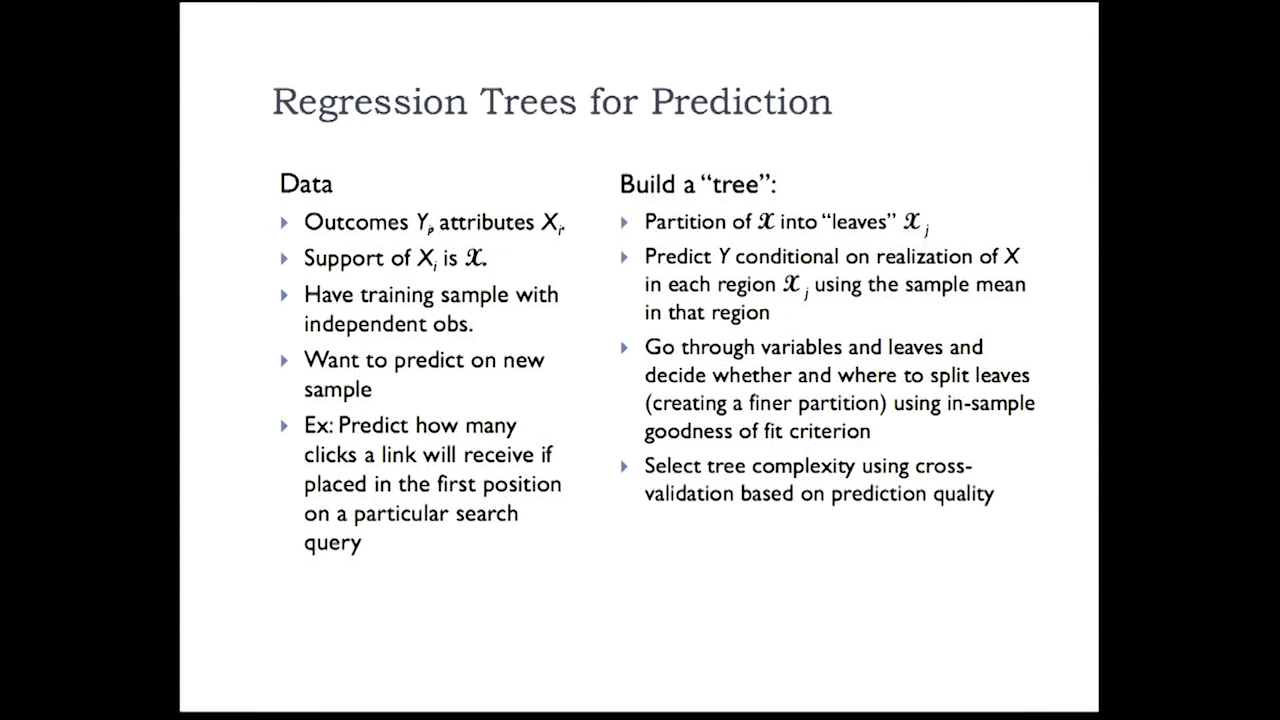 Regression Trees for Prediction
Data
Outcomes Yᵢ, attributes Xᵢ.
Support of Xᵢ is 𝒳.
Have training sample with
independent obs.
Want to predict on new
sample
Ex: Predict how many
clicks a link will receive if
placed in the first position
on a particular search
query
Build a “tree”:
Partition of 𝒳 into “leaves” 𝒳 ⱼ
Predict Y conditional on realization of X
in each region 𝒳 ⱼ using the sample mean
in that region
Go through variables and leaves and
decide whether and where to split leaves
(creating a finer partition) using in-sample
goodness of fit criterion
Select tree complexity using cross-
validation based on prediction quality